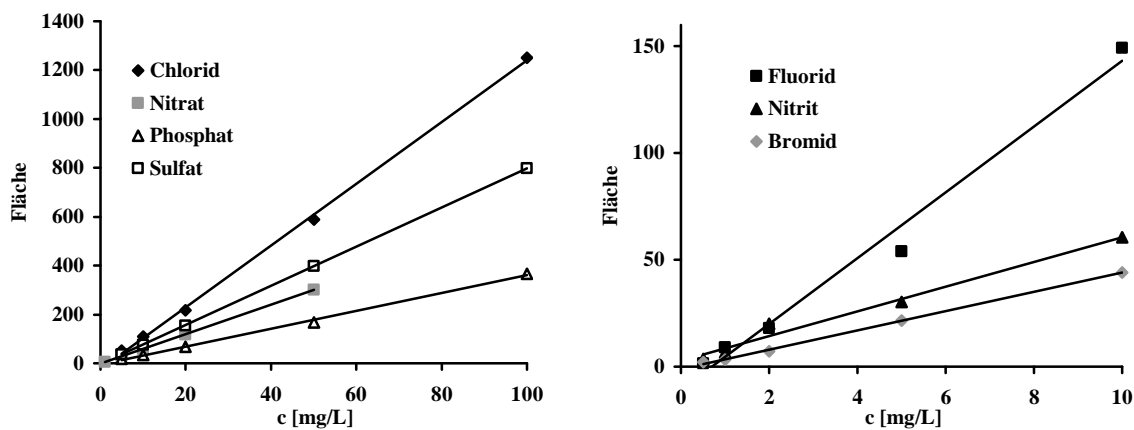 1400
1200
1000
800
600
400
200
0
Fläche
Chlorid
Nitrat
Phosphat
Sulfat
0 20 40 60 80 100
c [mg/L]
150
100
50
0
Fläche
Fluorid
Nitrit
Bromid
0 2 4 6 8 10
c [mg/L]